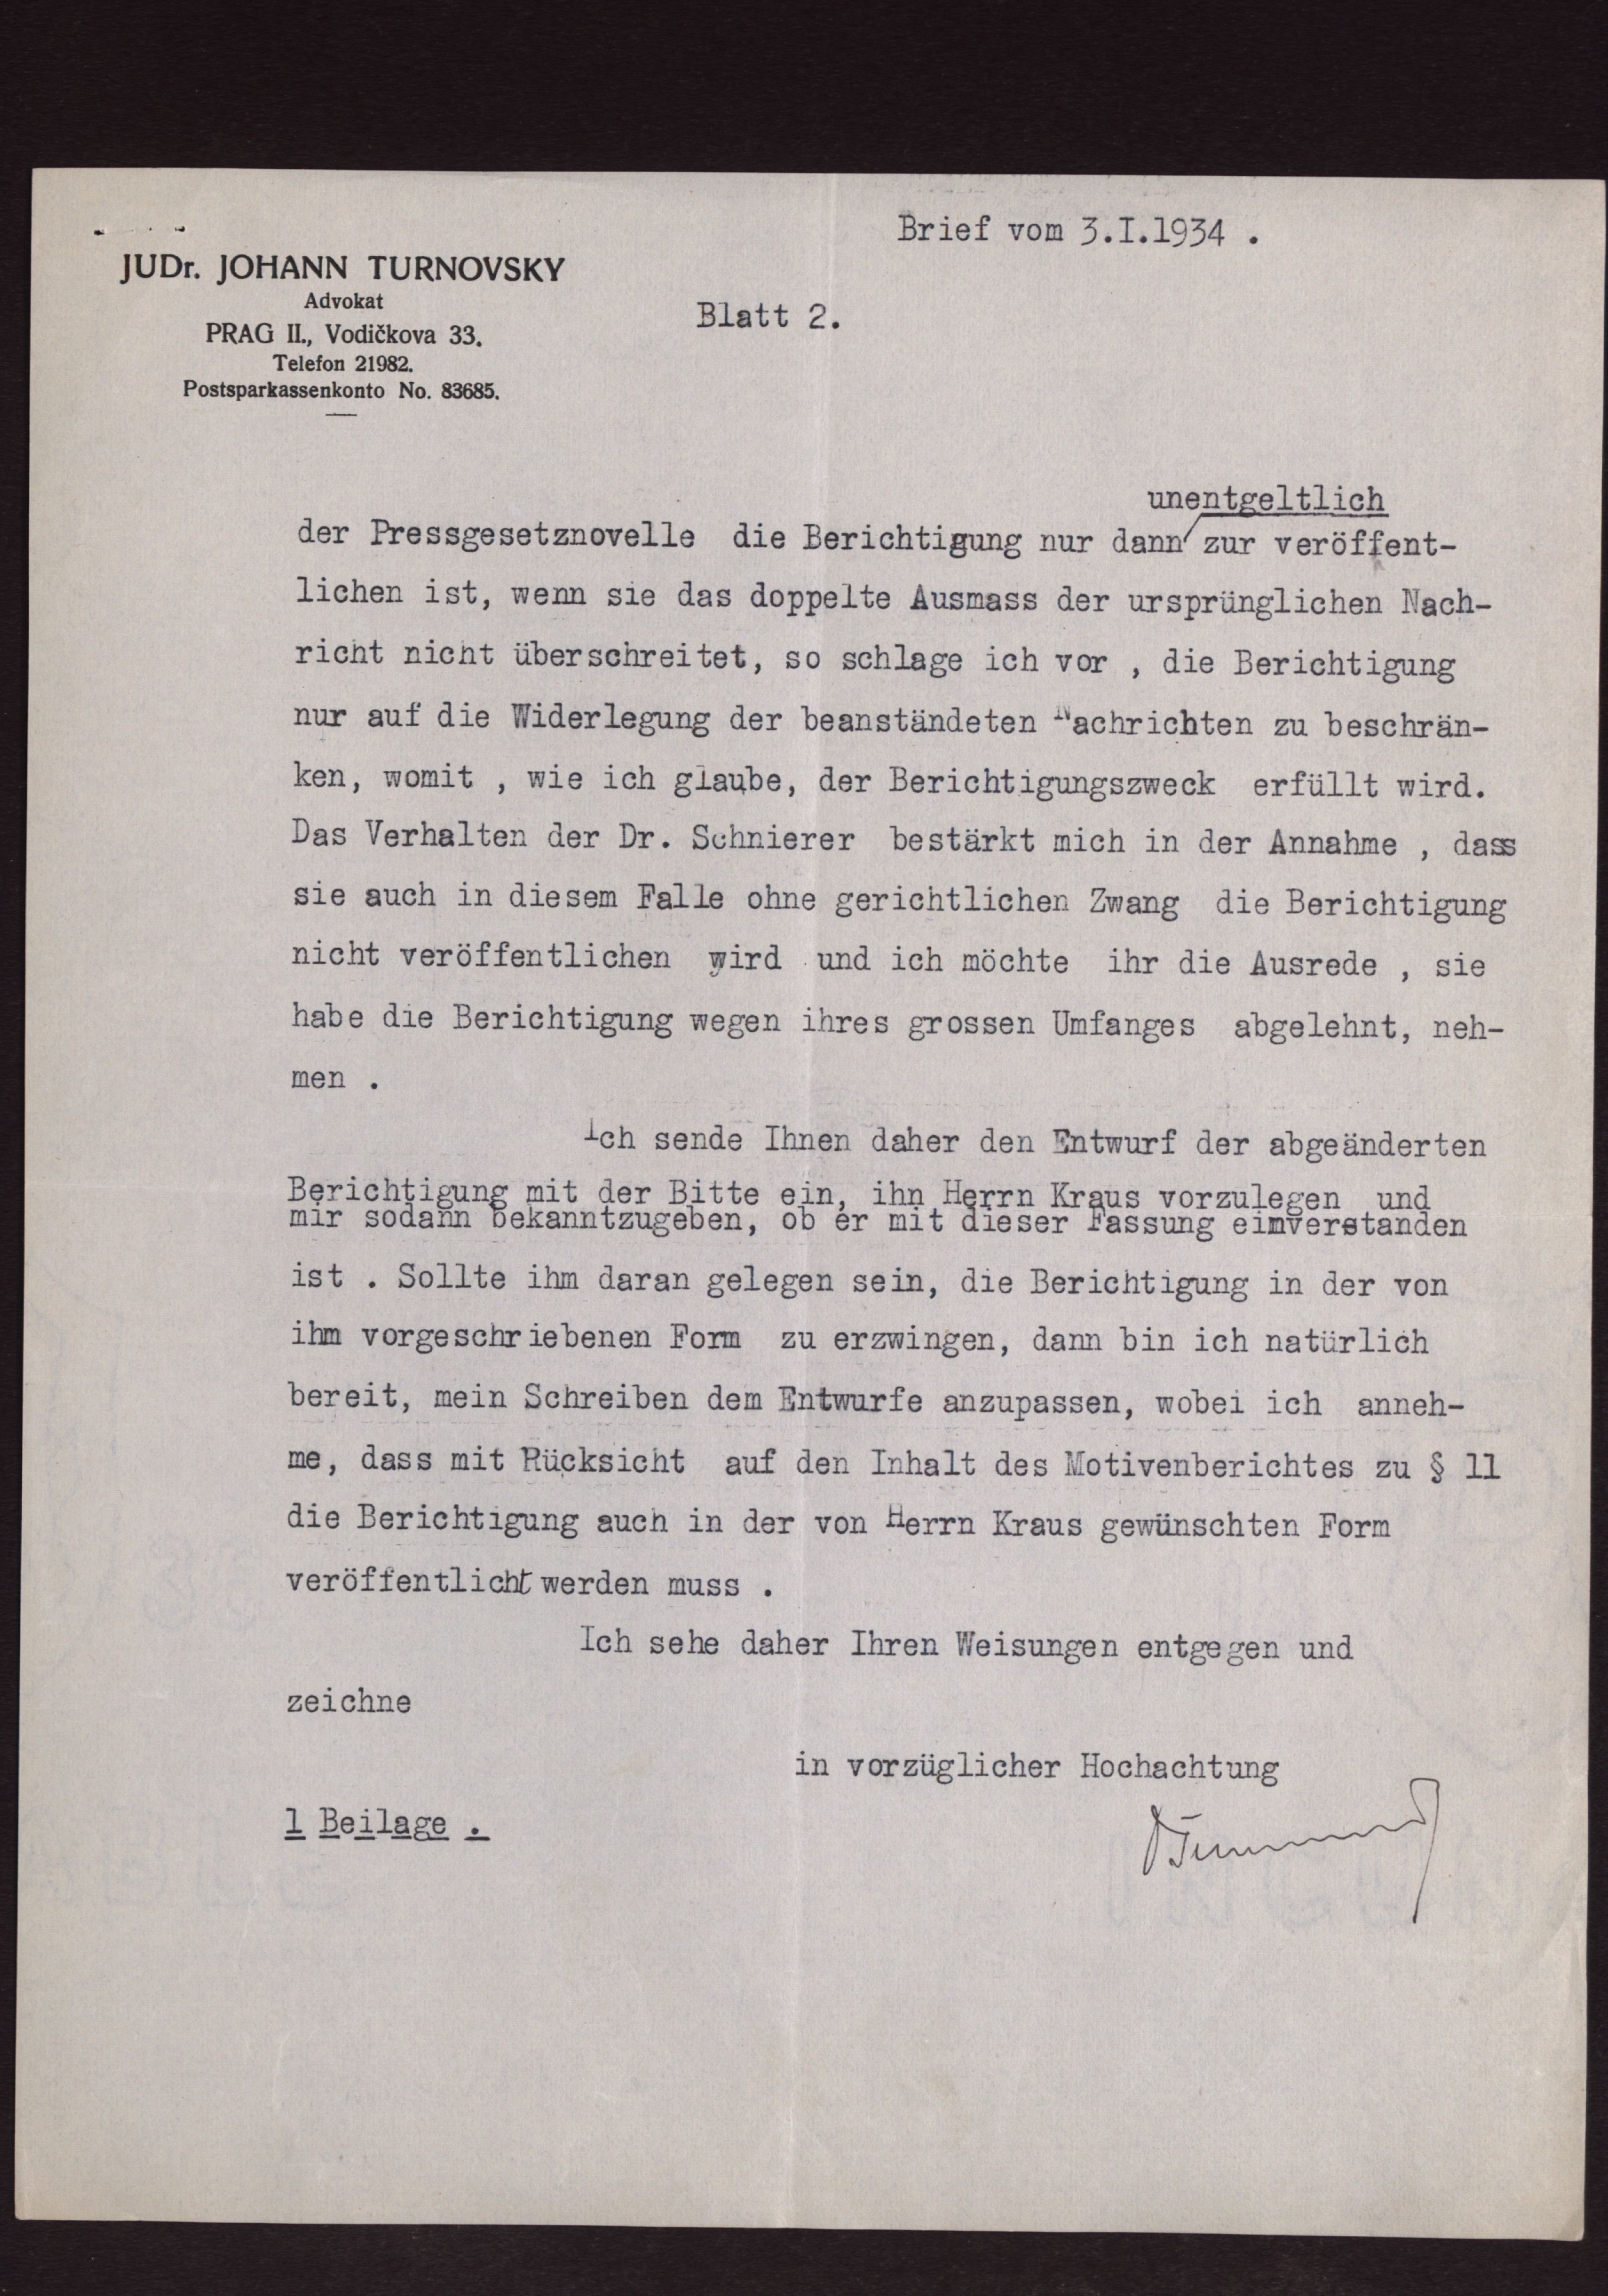 Brief vom 3.I.1934 .
JUDr. JOHANN TURNOVSKY
Advokat
PRAG II., Vodičkova 33.
Telefon 21982.
Postsparkassenkonto No. 83685.
Blatt 2.
unentgeltlich
der Pressgesetznovelle die Berichtigung nur dann zur veröffent-
lichen ist, wenn sie das doppelte Ausmass der ursprünglichen Nach-
richt nicht überschreitet, so schlage ich vor , die Berichtigung
nur auf die Widerlegung der beanständeten Nachrichten zu beschrän-
ken, womit , wie ich glaube, der Berichtigungszweck erfüllt wird.
Das Verhalten der Dr. Schnierer bestärkt mich in der Annahme , dass
sie auch in diesem Falle ohne gerichtlichen Zwang die Berichtigung
nicht veröffentlichen wird und ich möchte ihr die Ausrede , sie
habe die Berichtigung wegen ihres grossen Umfanges abgelehnt, neh-
men .
Ich sende Ihnen daher den Entwurf der abgeänderten
Berichtigung mit der Bitte ein, ihn Herrn Kraus vorzulegen und
mir sodann bekanntzugeben, ob er mit dieser Fassung einverstanden
ist . Sollte ihm daran gelegen sein, die Berichtigung in der von
ihm vorgeschriebenen Form zu erzwingen, dann bin ich natürlich
bereit, mein Schreiben dem Entwurfe anzupassen, wobei ich anneh-
me, dass mit Rücksicht auf den Inhalt des Motivenberichtes zu § 11
die Berichtigung auch in der von Herrn Kraus gewünschten Form
veröffentlicht werden muss .
Ich sehe daher Ihren Weisungen entgegen und
zeichne
in vorzüglicher Hochachtung
1 Beilage .